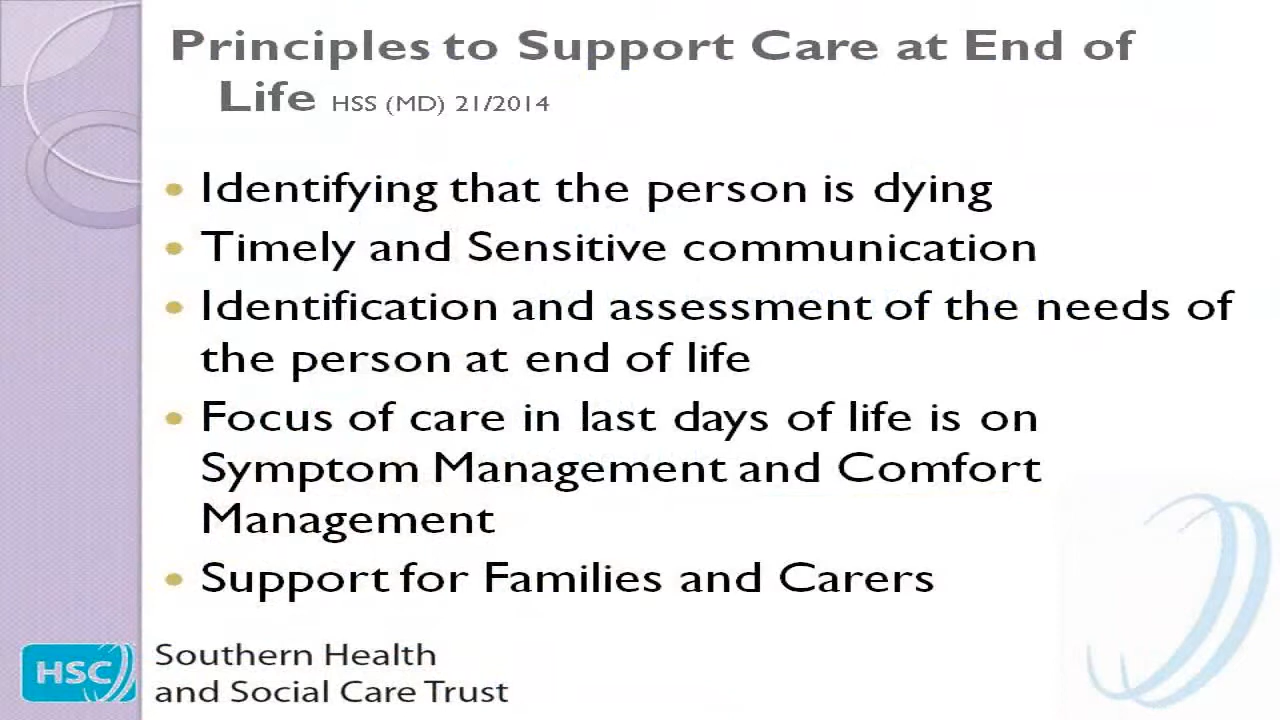 Principles to Support Care at End of
Life HSS (MD) 21/2014
• Identifying that the person is dying
• Timely and Sensitive communication
• Identification and assessment of the needs of
the person at end of life
• Focus of care in last days of life is on
Symptom Management and Comfort
Management
• Support for Families and Carers
HSC
Southern Health
and Social Care Trust